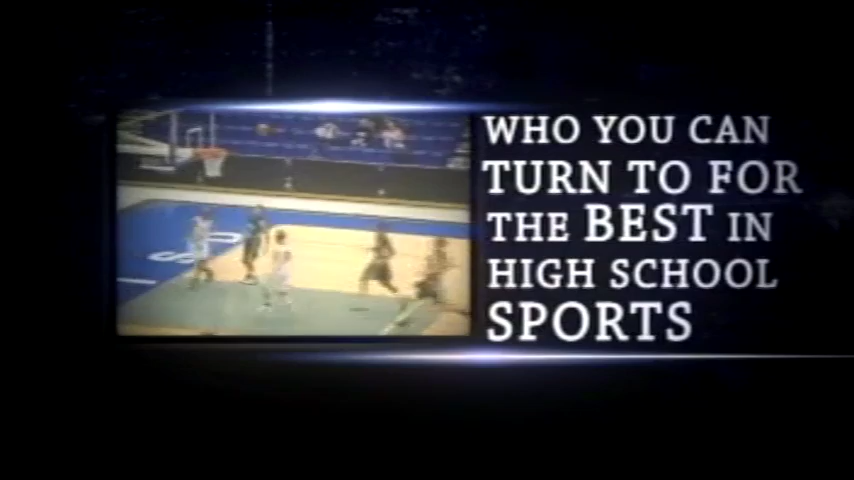 WHO YOU CAN
TURN TO FOR
THE BEST IN
HIGH SCHOOL
SPORTS